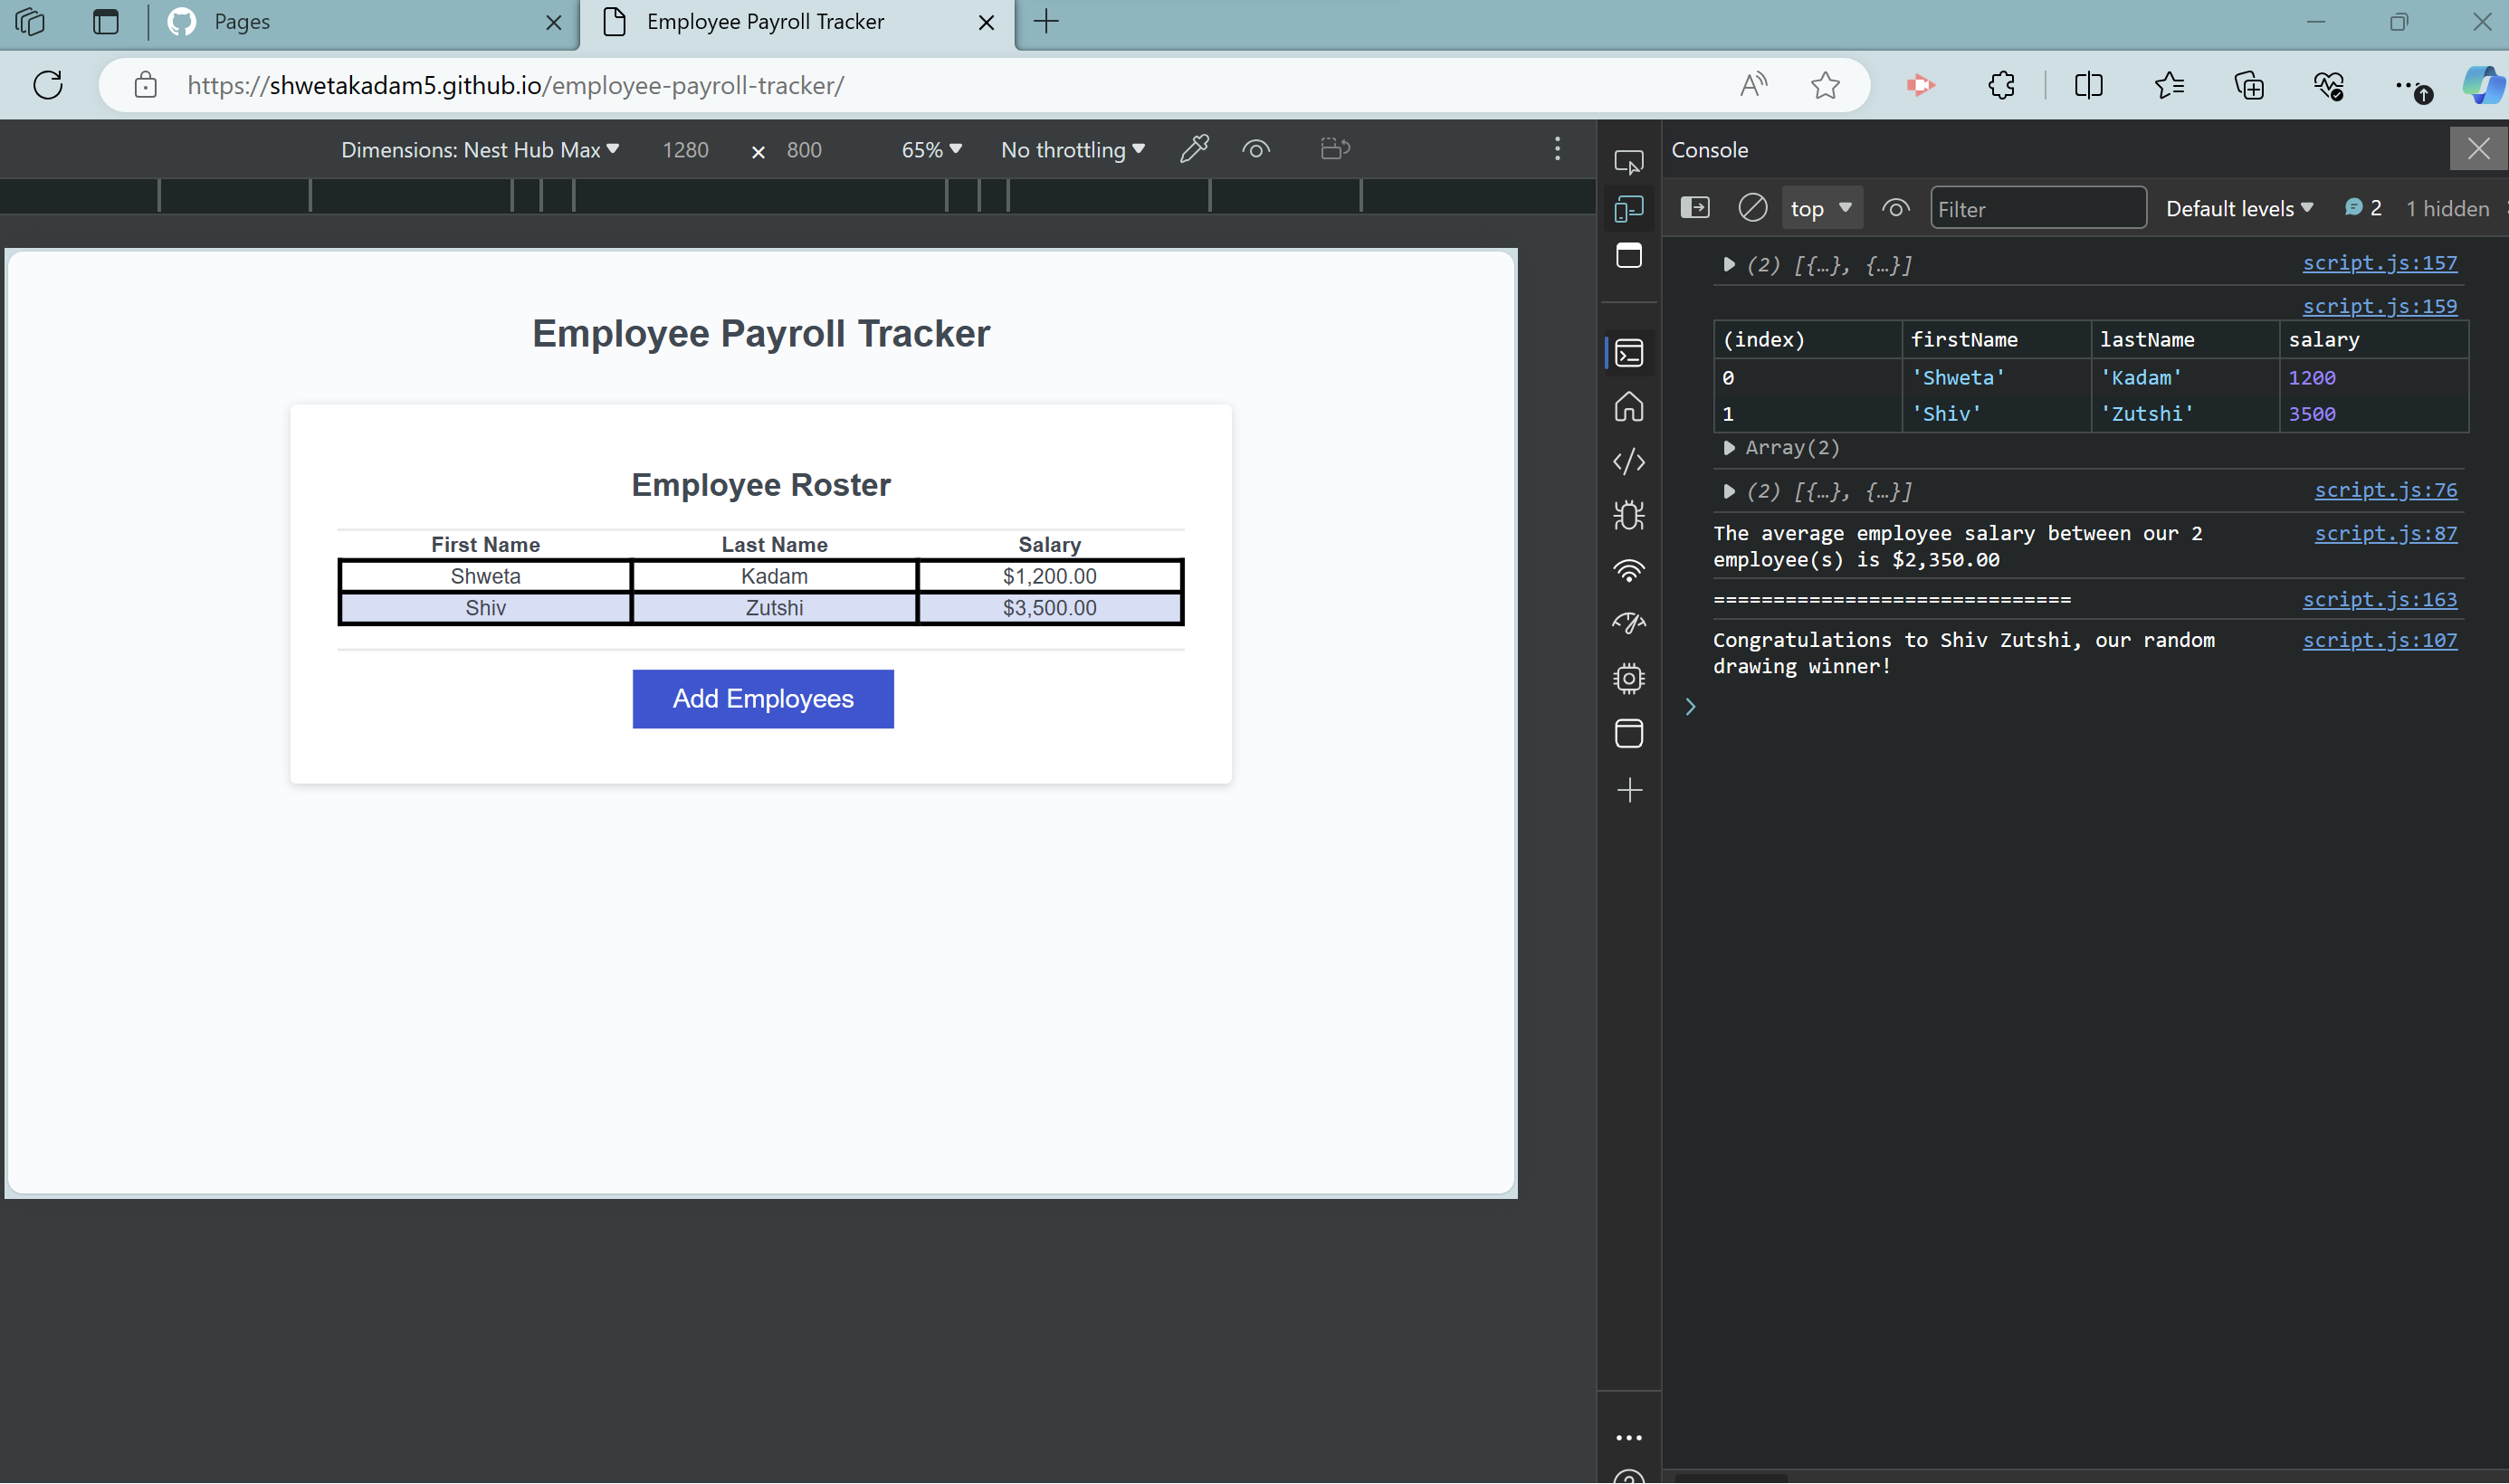 Pages
Employee Payroll Tracker
https://shwetakadam5.github.io/employee-payroll-tracker/
Dimensions: Nest Hub Max 1280 × 800 65% No throttling
Employee Payroll Tracker
Employee Roster
First Name Last Name Salary
Shweta Kadam $1,200.00
Shiv Zutshi $3,500.00
Add Employees
Console
top Filter Default levels 2 1 hidden
(2) [{…}, {…}] script.js:157
script.js:159
(index) firstName lastName salary
0 'Shweta' 'Kadam' 1200
1 'Shiv' 'Zutshi' 3500
Array(2)
(2) [{…}, {…}] script.js:76
The average employee salary between our 2 script.js:87
employee(s) is $2,350.00
============================== script.js:163
Congratulations to Shiv Zutshi, our random script.js:107
drawing winner!